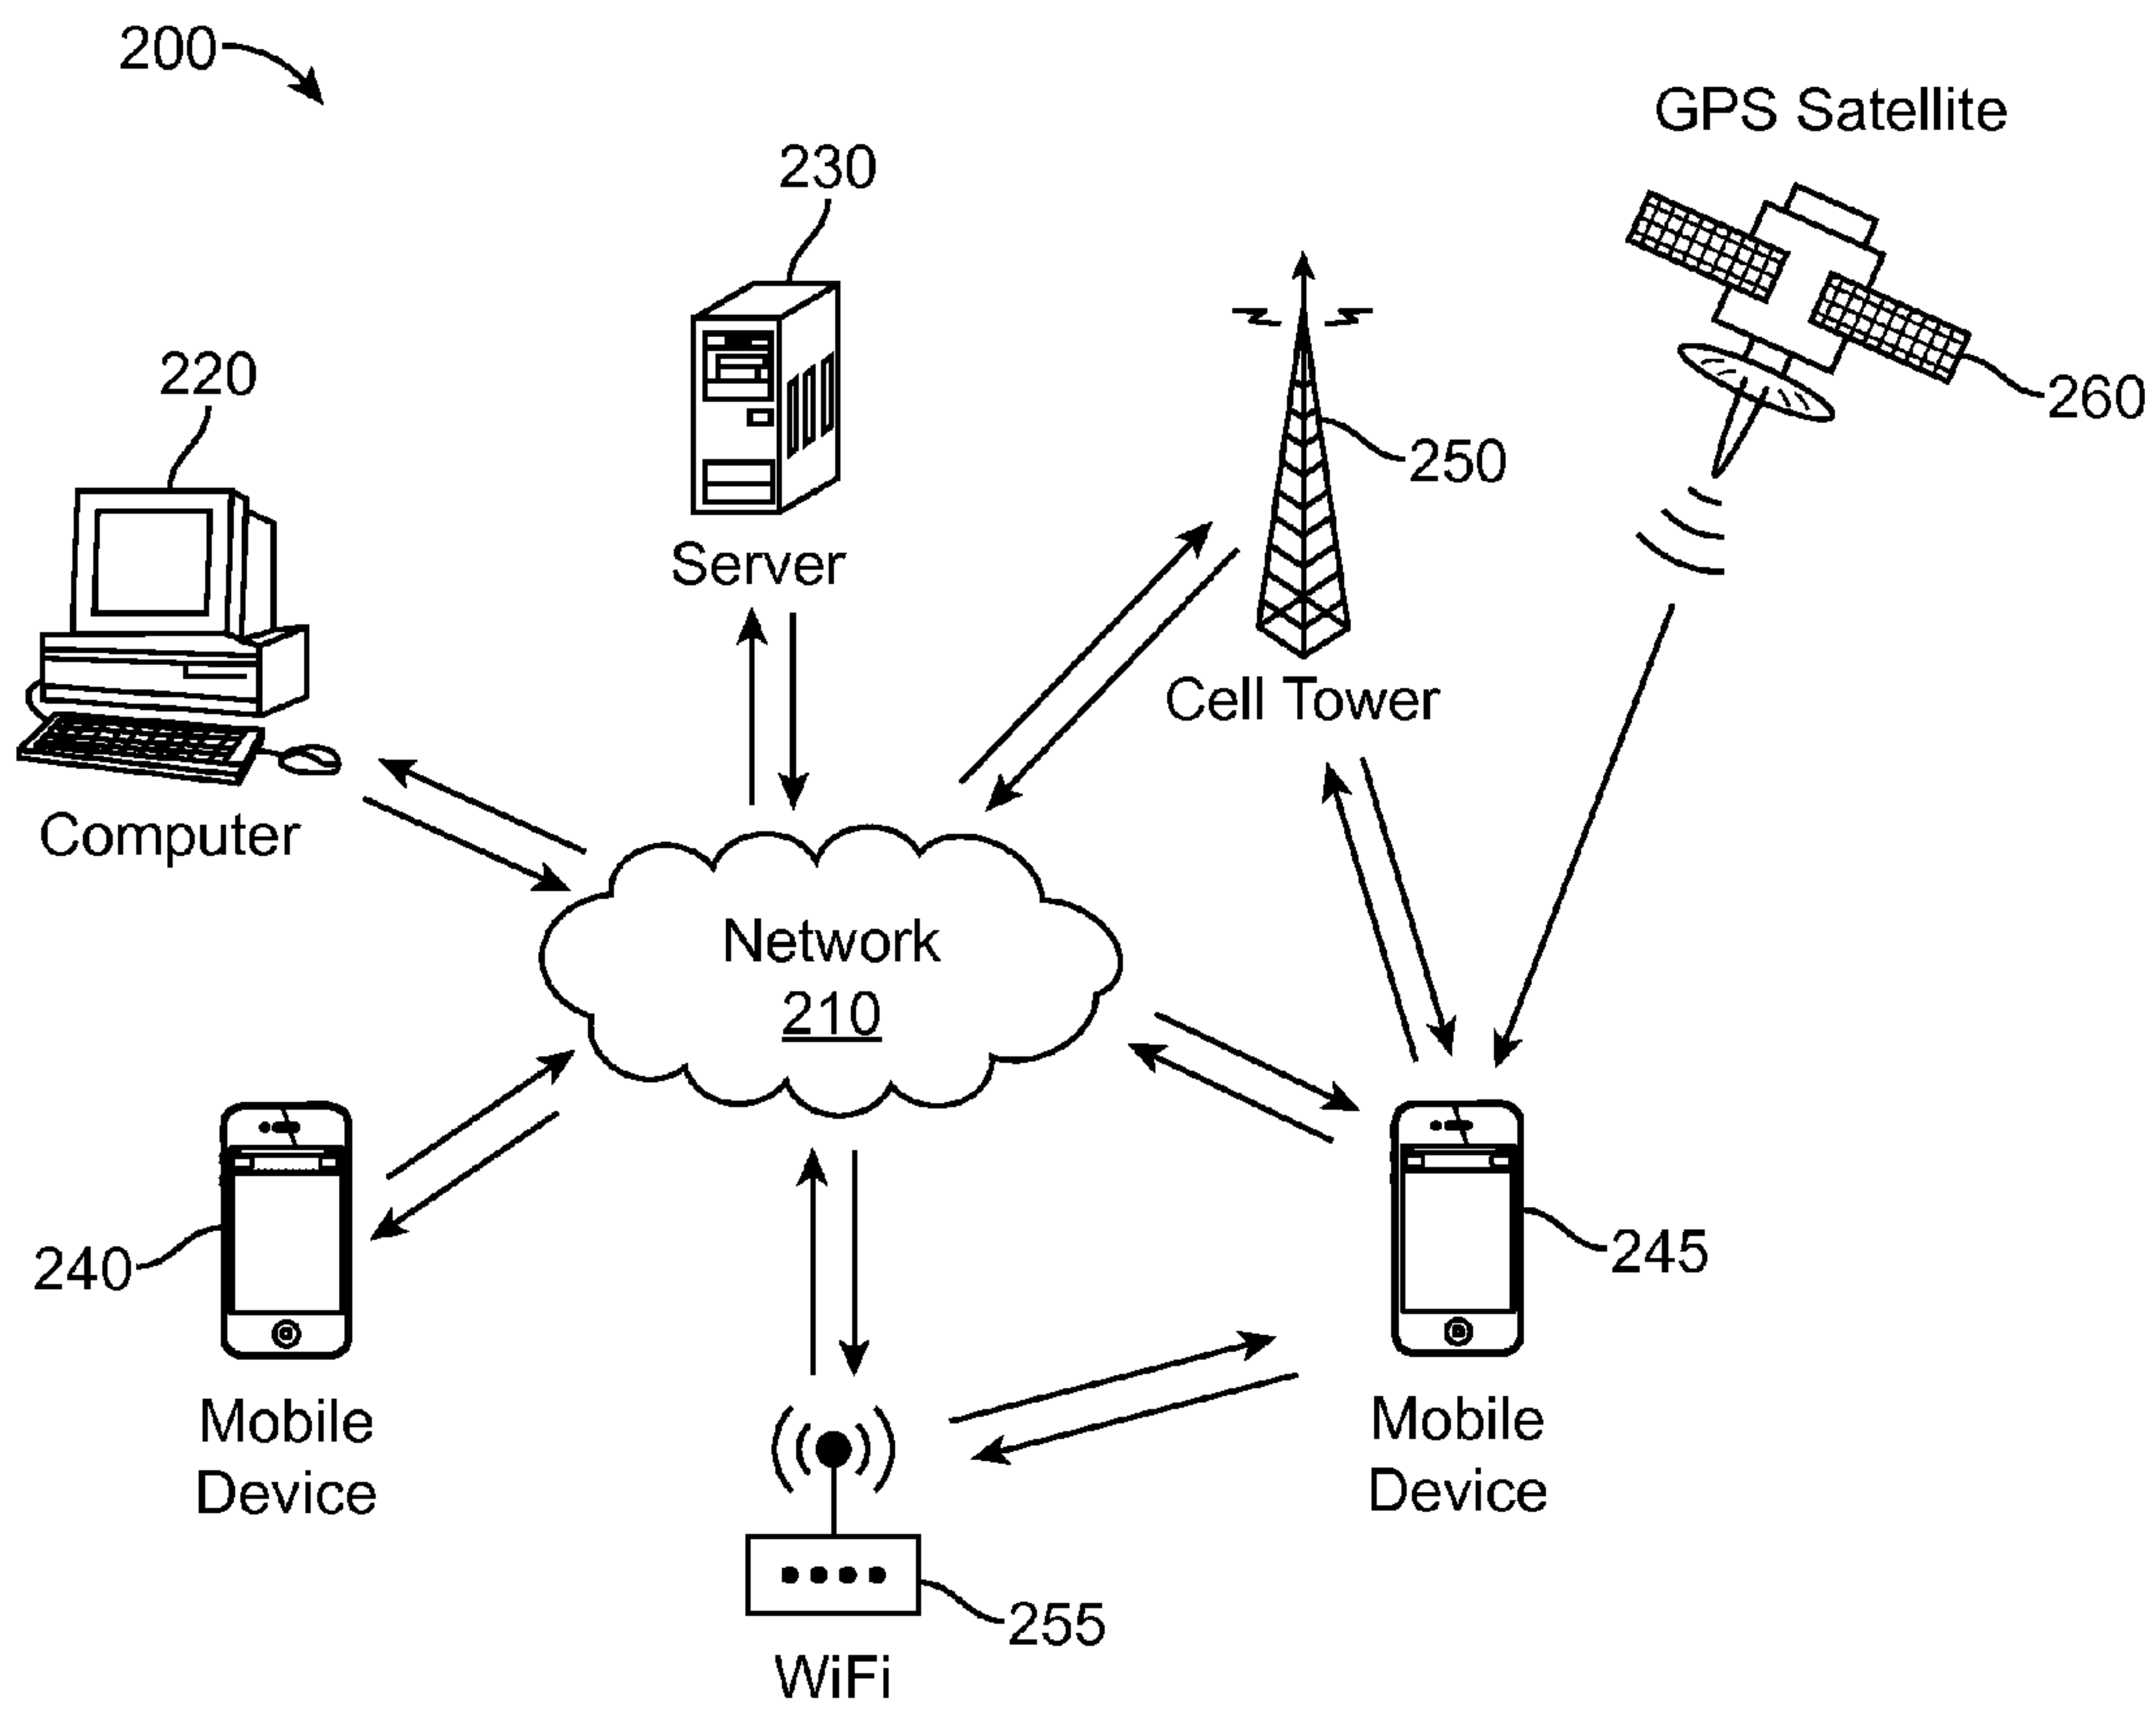 200
GPS Satellite
230
220
260
250
Server
Cell Tower
Computer
Network
210
240
245
Mobile
Device
Mobile
Device
255
WiFi